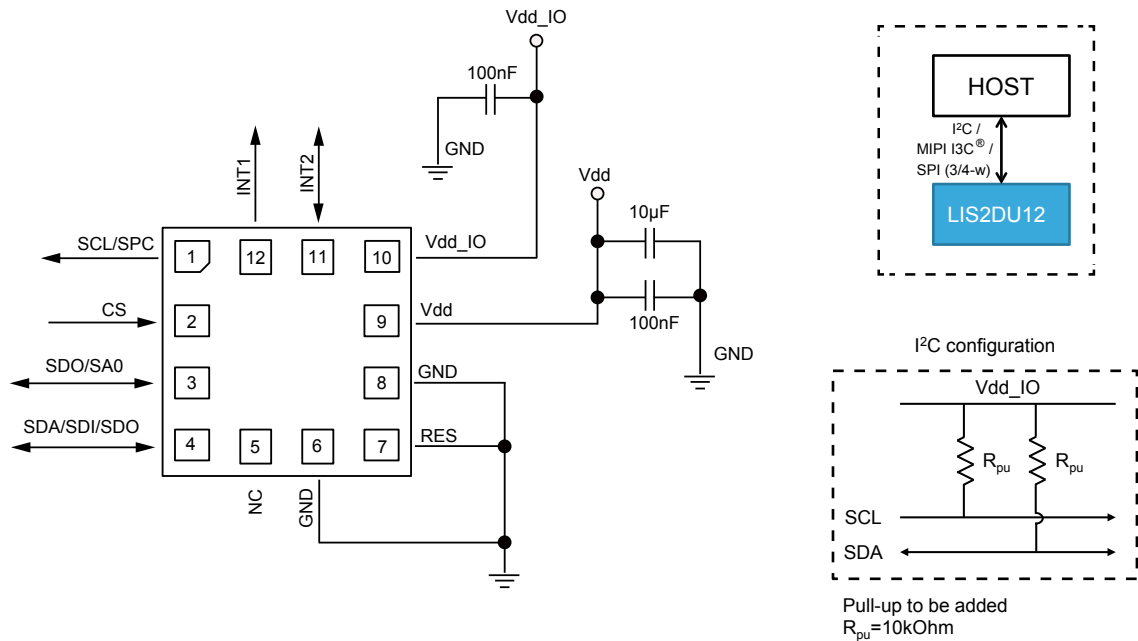 Vdd_IO
100nF
GND
INT1
INT2
Vdd
10µF
100nF
GND
SCL/SPC
CS
SDO/SA0
SDA/SDI/SDO
1
12
11
10
2
9
3
8
4
5
6
7
Vdd_IO
Vdd
GND
RES
NC
GND
HOST
I²C /
MIPI I3C® /
SPI (3/4-w)
LIS2DU12
I²C configuration
Vdd_IO
Rpu
Rpu
SCL
SDA
Pull-up to be added
Rpu=10kOhm